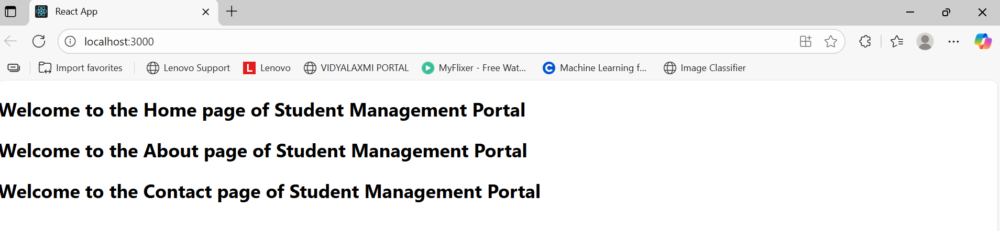 React App
localhost:3000
Import favorites Lenovo Support L Lenovo VIDYALAXMI PORTAL MyFlixer - Free Wat... C Machine Learning f... Image Classifier
Welcome to the Home page of Student Management Portal
Welcome to the About page of Student Management Portal
Welcome to the Contact page of Student Management Portal